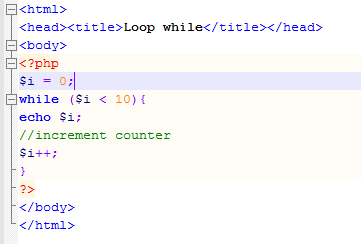 <html>
<head><title>Loop while</title></head>
<body>
<?php
$i = 0;
while ($i < 10){
echo $i;
//increment counter
$i++;
}
?>
</body>
</html>